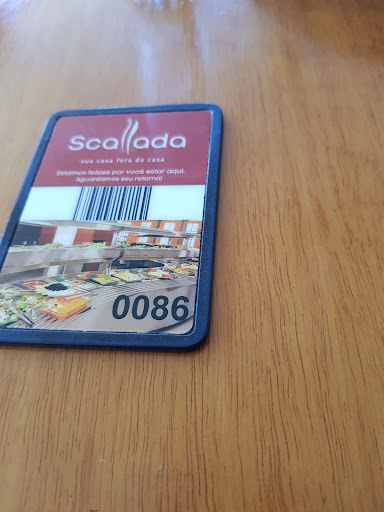 Scallada
sua casa fora de casa
Estamos felizes por você estar aqui.
Aguardamos seu retorno!
0086